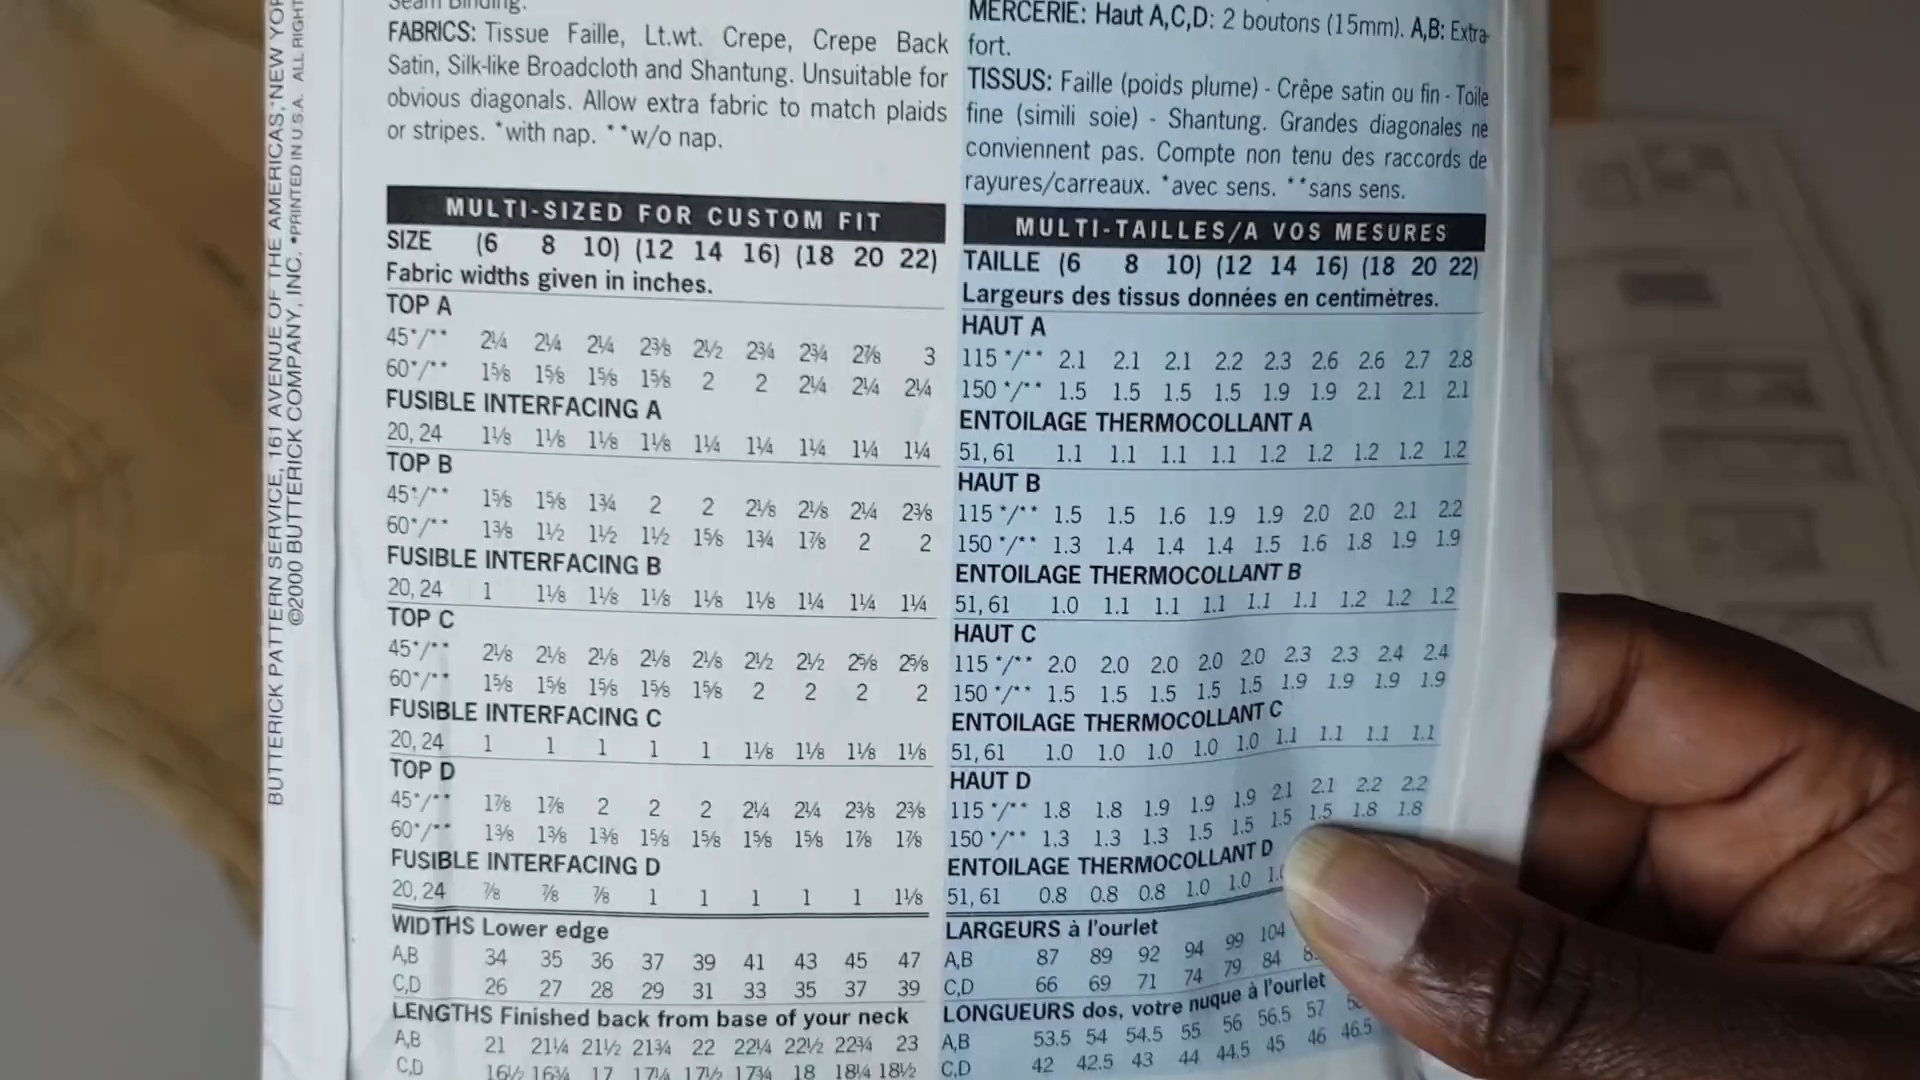 BUTTERICK PATTERN SERVICE, 161 AVENUE OF THE AMERICAS, NEW YOR
©2000 BUTTERICK COMPANY, INC. *PRINTED IN U.S.A. ALL RIGHT
Seam Binding.
FABRICS: Tissue Faille, Lt.wt. Crepe, Crepe Back
Satin, Silk-like Broadcloth and Shantung. Unsuitable for
obvious diagonals. Allow extra fabric to match plaids
or stripes. *with nap. **w/o nap.
MULTI-SIZED FOR CUSTOM FIT
SIZE (6 8 10) (12 14 16) (18 20 22)
Fabric widths given in inches.
TOP A
45*/** 2¼ 2¼ 2¼ 2⅜ 2½ 2¾ 2¾ 2⅞ 3
60*/** 1⅝ 1⅝ 1⅝ 1⅝ 2 2 2¼ 2¼ 2¼
FUSIBLE INTERFACING A
20, 24 1⅛ 1⅛ 1⅛ 1⅛ 1¼ 1¼ 1¼ 1¼ 1¼
TOP B
45*/** 1⅝ 1⅝ 1¾ 2 2 2⅛ 2⅛ 2¼ 2⅜
60*/** 1⅜ 1½ 1½ 1½ 1⅝ 1¾ 1⅞ 2 2
FUSIBLE INTERFACING B
20, 24 1 1⅛ 1⅛ 1⅛ 1⅛ 1⅛ 1¼ 1¼ 1¼
TOP C
45*/** 2⅛ 2⅛ 2⅛ 2⅛ 2⅛ 2½ 2½ 2⅝ 2⅝
60*/** 1⅝ 1⅝ 1⅝ 1⅝ 1⅝ 2 2 2 2
FUSIBLE INTERFACING C
20, 24 1 1 1 1 1 1⅛ 1⅛ 1⅛ 1⅛
TOP D
45*/** 1⅞ 1⅞ 2 2 2 2¼ 2¼ 2⅜ 2⅜
60*/** 1⅜ 1⅜ 1⅜ 1⅝ 1⅝ 1⅝ 1⅝ 1⅞ 1⅞
FUSIBLE INTERFACING D
20, 24 ⅞ ⅞ ⅞ 1 1 1 1 1 1⅛
WIDTHS Lower edge
A,B 34 35 36 37 39 41 43 45 47
C,D 26 27 28 29 31 33 35 37 39
LENGTHS Finished back from base of your neck
A,B 21 21¼ 21½ 21¾ 22 22¼ 22½ 22¾ 23
C,D 16½ 16¾ 17 17¼ 17½ 17¾ 18 18¼ 18½
MERCERIE: Haut A,C,D: 2 boutons (15mm). A,B: Extra-
fort.
TISSUS: Faille (poids plume) - Crêpe satin ou fin - Toile
fine (simili soie) - Shantung. Grandes diagonales ne
conviennent pas. Compte non tenu des raccords de
rayures/carreaux. *avec sens. **sans sens.
MULTI-TAILLES/A VOS MESURES
TAILLE (6 8 10) (12 14 16) (18 20 22)
Largeurs des tissus données en centimètres.
HAUT A
115 */** 2.1 2.1 2.1 2.2 2.3 2.6 2.6 2.7 2.8
150 */** 1.5 1.5 1.5 1.5 1.9 1.9 2.1 2.1 2.1
ENTOILAGE THERMOCOLLANT A
51, 61 1.1 1.1 1.1 1.1 1.2 1.2 1.2 1.2 1.2
HAUT B
115 */** 1.5 1.5 1.6 1.9 1.9 2.0 2.0 2.1 2.2
150 */** 1.3 1.4 1.4 1.4 1.5 1.6 1.8 1.9 1.9
ENTOILAGE THERMOCOLLANT B
51, 61 1.0 1.1 1.1 1.1 1.1 1.1 1.2 1.2 1.2
HAUT C
115 */** 2.0 2.0 2.0 2.0 2.0 2.3 2.3 2.4 2.4
150 */** 1.5 1.5 1.5 1.5 1.5 1.9 1.9 1.9 1.9
ENTOILAGE THERMOCOLLANT C
51, 61 1.0 1.0 1.0 1.0 1.0 1.1 1.1 1.1 1.1
HAUT D
115 */** 1.8 1.8 1.9 1.9 1.9 2.1 2.1 2.2 2.2
150 */** 1.3 1.3 1.3 1.5 1.5 1.5 1.5 1.8 1.8
ENTOILAGE THERMOCOLLANT D
51, 61 0.8 0.8 0.8 1.0 1.0
LARGEURS à l'ourlet
A,B 87 89 92 94 99 104
C,D 66 69 71 74 79 84
LONGUEURS dos, votre nuque à l'ourlet
A,B 53.5 54 54.5 55 56 56.5 57
C,D 42 42.5 43 44 44.5 45 46 46.5